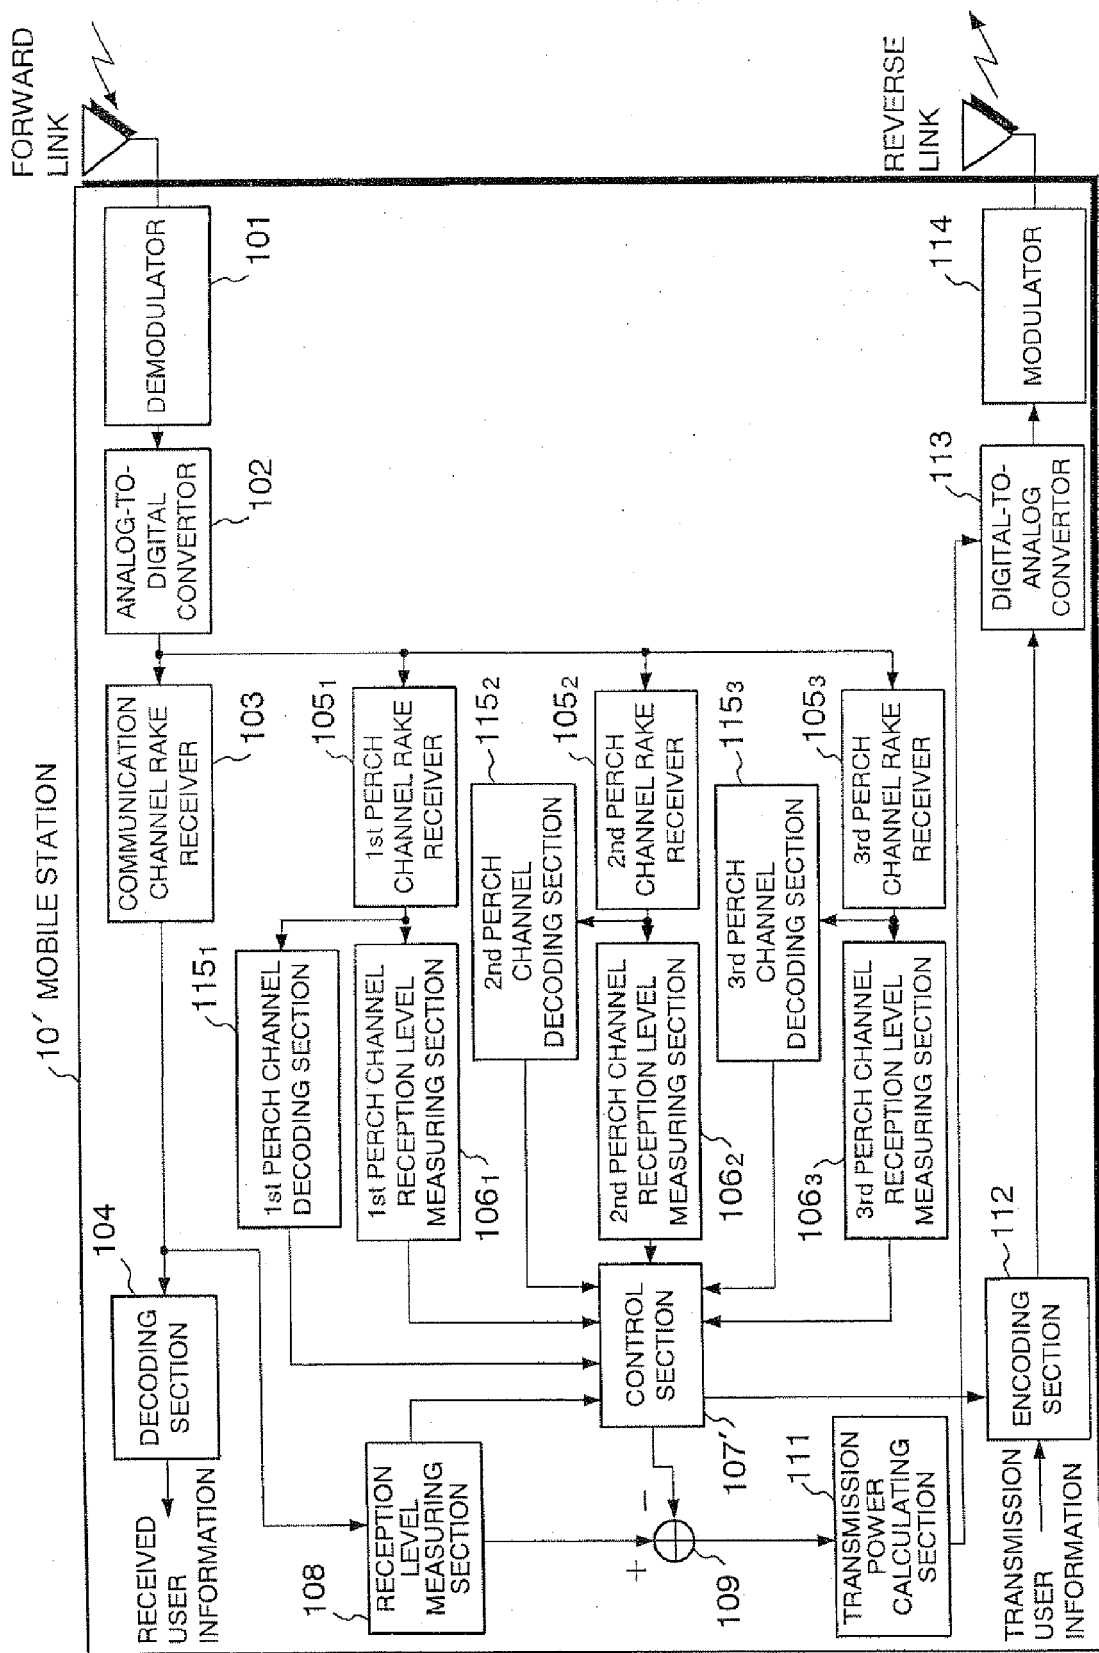 10′ MOBILE STATION
FORWARD
LINK
REVERSE
LINK
DEMODULATOR
101
ANALOG-TO-
DIGITAL
CONVERTOR
102
COMMUNICATION
CHANNEL RAKE
RECEIVER
103
DECODING
SECTION
104
RECEIVED
USER
INFORMATION
1st PERCH
CHANNEL RAKE
RECEIVER
105₁
1st PERCH CHANNEL
DECODING SECTION
115₁
1st PERCH CHANNEL
RECEPTION LEVEL
MEASURING SECTION
106₁
2nd PERCH
CHANNEL
DECODING SECTION
115₂
2nd PERCH
CHANNEL RAKE
RECEIVER
105₂
2nd PERCH CHANNEL
RECEPTION LEVEL
MEASURING SECTION
106₂
3rd PERCH
CHANNEL
DECODING SECTION
115₃
3rd PERCH
CHANNEL RAKE
RECEIVER
105₃
3rd PERCH CHANNEL
RECEPTION LEVEL
MEASURING SECTION
106₃
RECEPTION
LEVEL
MEASURING
SECTION
108
CONTROL
SECTION
107′
+
−
109
TRANSMISSION
POWER
CALCULATING
SECTION
111
TRANSMISSION
USER
INFORMATION
ENCODING
SECTION
112
DIGITAL-TO-
ANALOG
CONVERTOR
113
MODULATOR
114